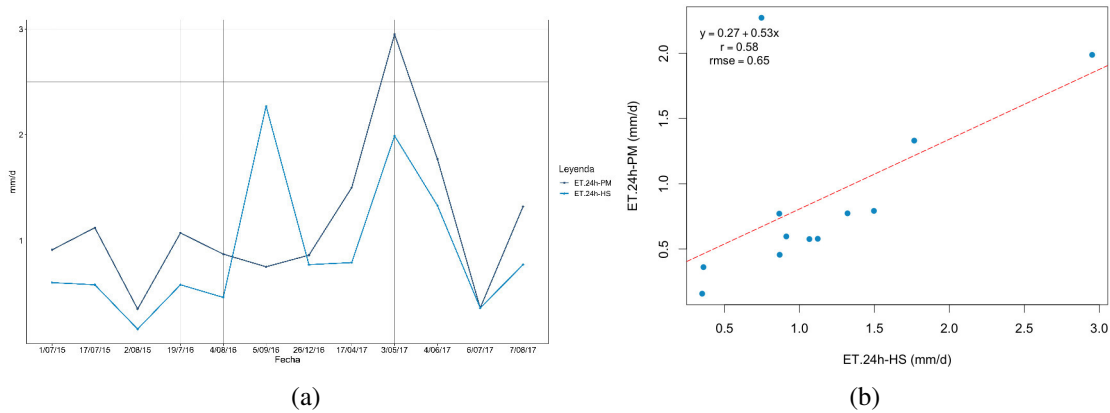 3
2
1
mm/d
1/07/15 17/07/15 2/08/15 19/7/16 4/08/16 5/09/16 26/12/16 17/04/17 3/05/17 4/06/17 6/07/17 7/08/17
Fecha
Leyenda
ET.24h-PM
ET.24h-HS
(a)
y = 0.27 + 0.53x
r = 0.58
rmse = 0.65
2.0
1.5
1.0
0.5
ET.24h-PM (mm/d)
0.5 1.0 1.5 2.0 2.5 3.0
ET.24h-HS (mm/d)
(b)